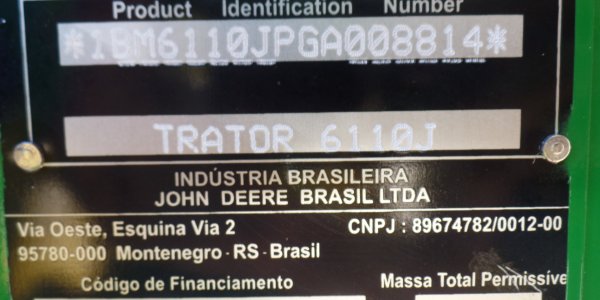 Product Identification Number
*1BM6110JPGA008814*
TRATOR 6110J
INDÚSTRIA BRASILEIRA
JOHN DEERE BRASIL LTDA
Via Oeste, Esquina Via 2 CNPJ : 89674782/0012-00
95780-000 Montenegro - RS - Brasil
Código de Financiamento Massa Total Permissíve